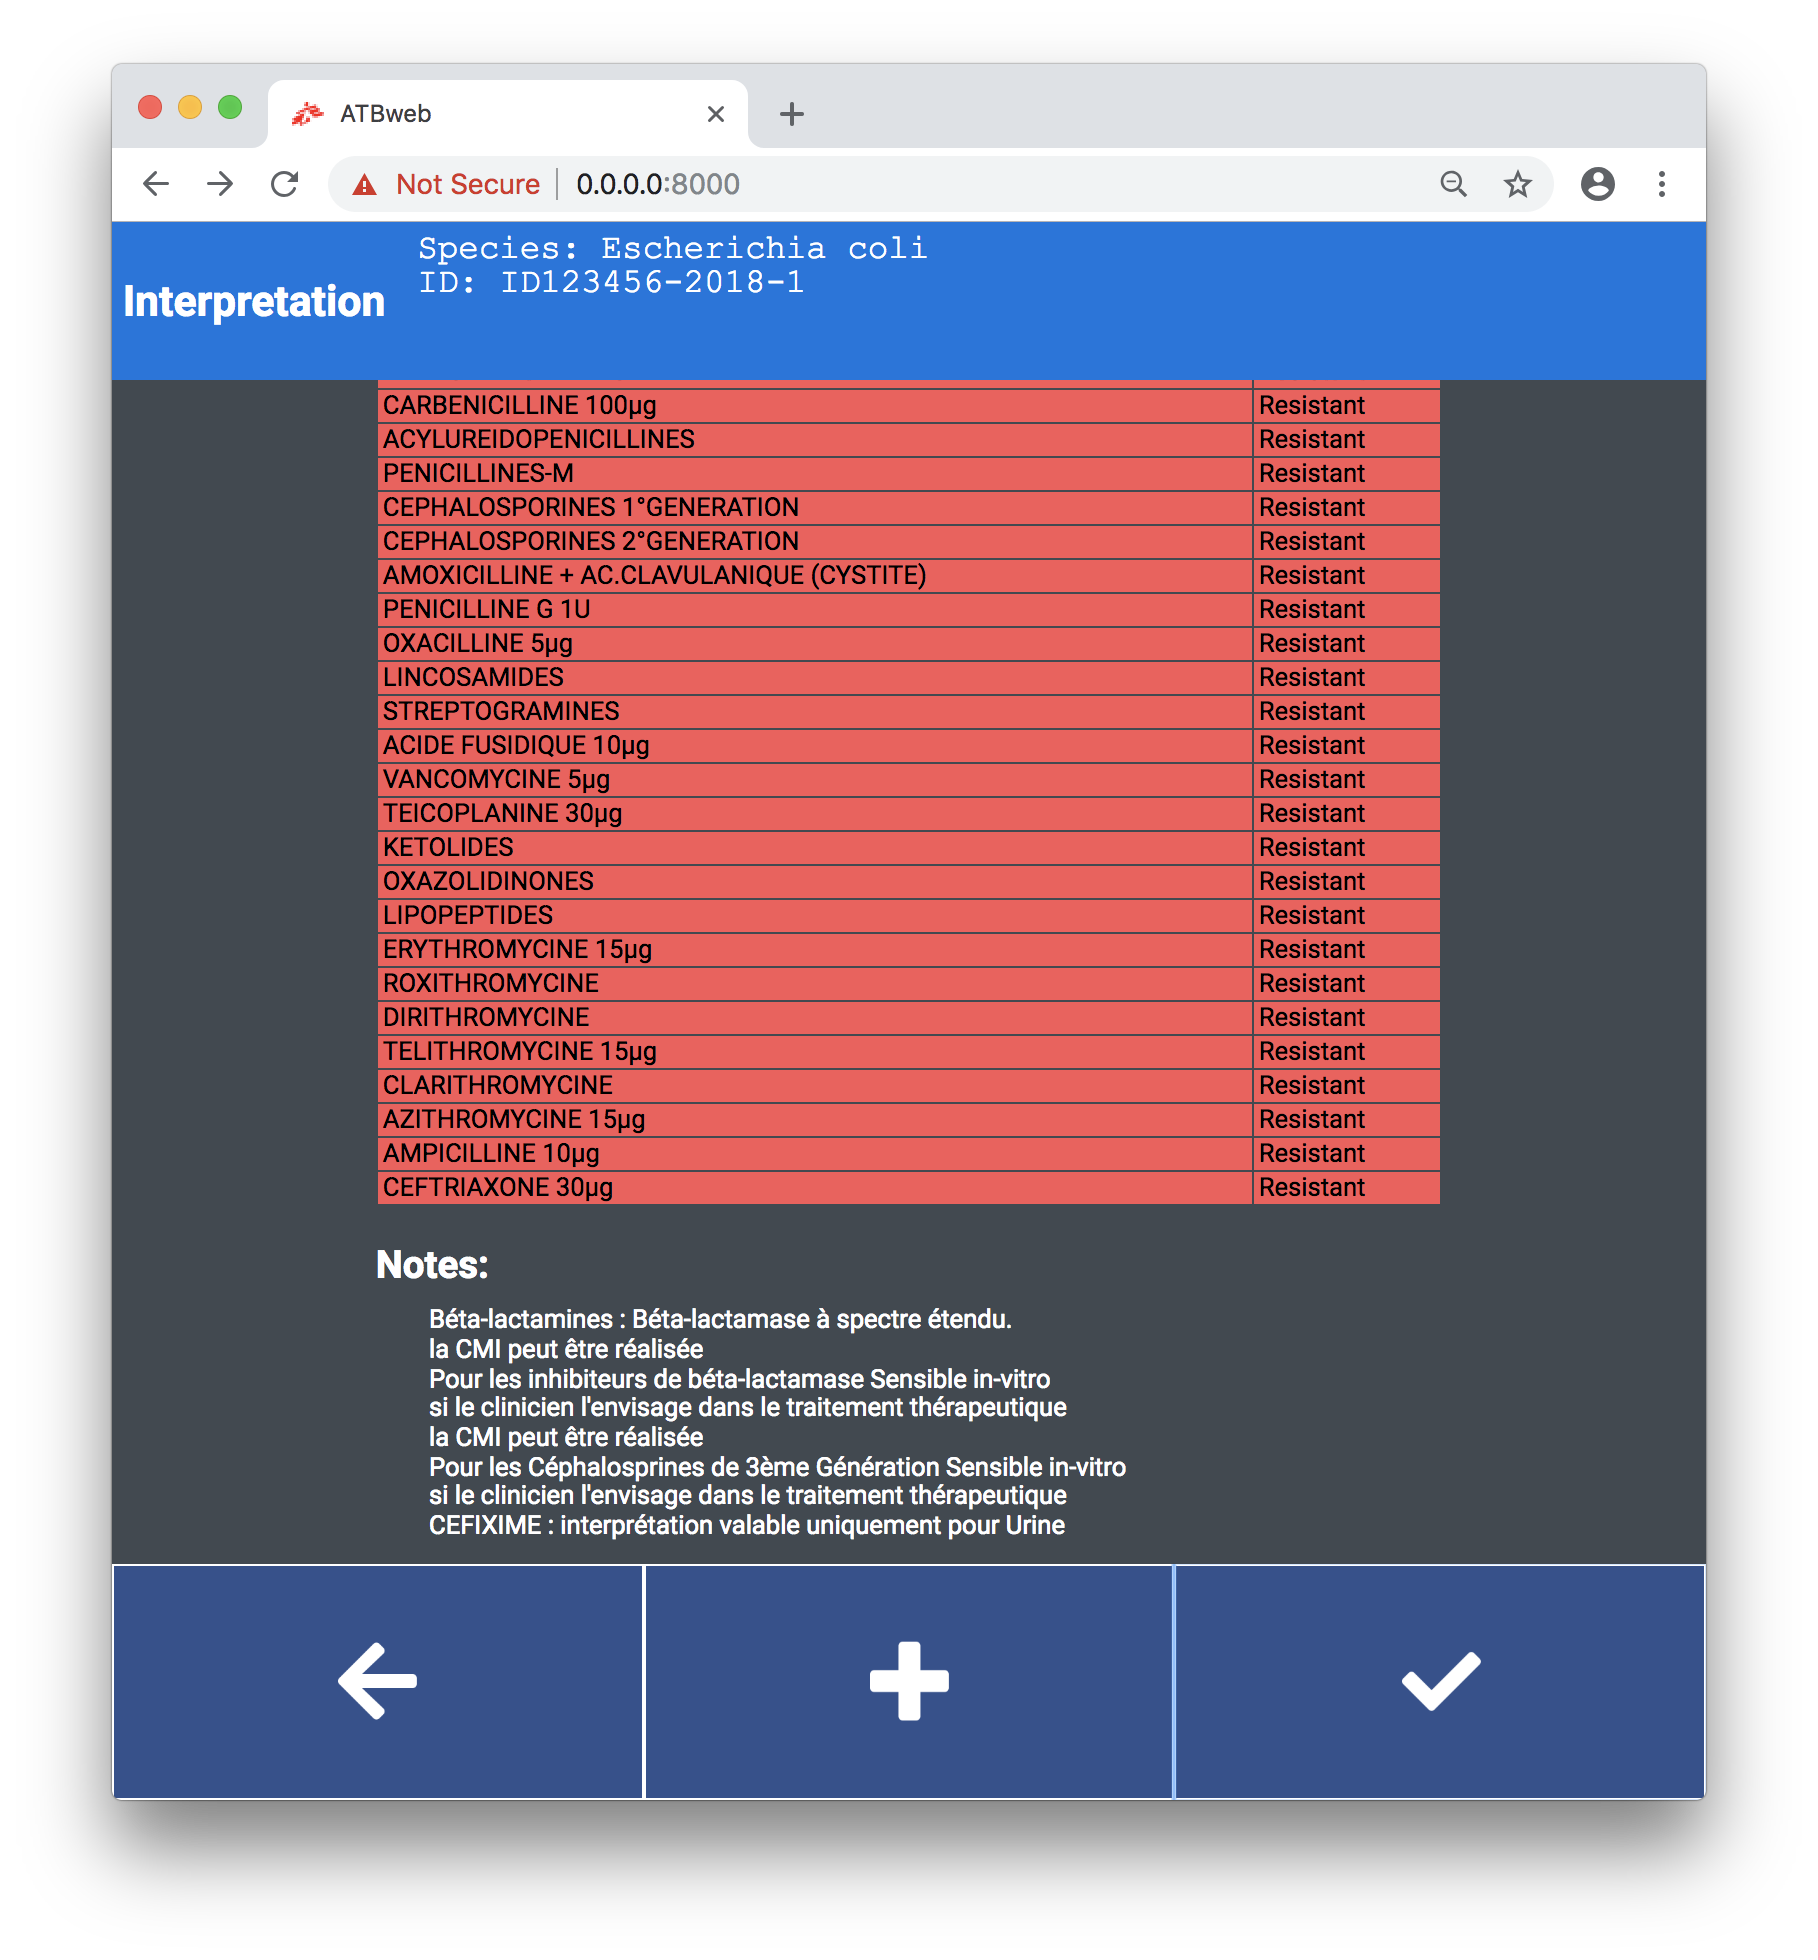 ATBweb
Not Secure 0.0.0.0:8000
Species: Escherichia coli
ID: ID123456-2018-1
Interpretation
CARBENICILLINE 100µg Resistant
ACYLUREIDOPENICILLINES Resistant
PENICILLINES-M Resistant
CEPHALOSPORINES 1°GENERATION Resistant
CEPHALOSPORINES 2°GENERATION Resistant
AMOXICILLINE + AC.CLAVULANIQUE (CYSTITE) Resistant
PENICILLINE G 1U Resistant
OXACILLINE 5µg Resistant
LINCOSAMIDES Resistant
STREPTOGRAMINES Resistant
ACIDE FUSIDIQUE 10µg Resistant
VANCOMYCINE 5µg Resistant
TEICOPLANINE 30µg Resistant
KETOLIDES Resistant
OXAZOLIDINONES Resistant
LIPOPEPTIDES Resistant
ERYTHROMYCINE 15µg Resistant
ROXITHROMYCINE Resistant
DIRITHROMYCINE Resistant
TELITHROMYCINE 15µg Resistant
CLARITHROMYCINE Resistant
AZITHROMYCINE 15µg Resistant
AMPICILLINE 10µg Resistant
CEFTRIAXONE 30µg Resistant
Notes:
Béta-lactamines : Béta-lactamase à spectre étendu.
la CMI peut être réalisée
Pour les inhibiteurs de béta-lactamase Sensible in-vitro
si le clinicien l'envisage dans le traitement thérapeutique
la CMI peut être réalisée
Pour les Céphalosprines de 3ème Génération Sensible in-vitro
si le clinicien l'envisage dans le traitement thérapeutique
CEFIXIME : interprétation valable uniquement pour Urine